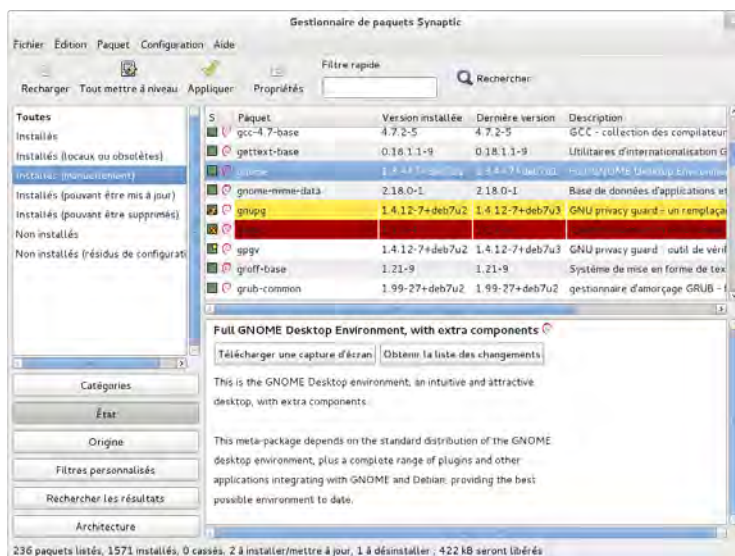 Gestionnaire de paquets Synaptic
Fichier Édition Paquet Configuration Aide
Recharger Tout mettre à niveau Appliquer Propriétés
Filtre rapide
Rechercher
Toutes
Installés
Installés (locaux ou obsolètes)
Installés (manuellement)
Installés (pouvant être mis à jour)
Installés (pouvant être supprimés)
Non installés
Non installés (résidus de configurati
S Paquet Version installée Dernière version Description
gcc-4.7-base 4.7.2-5 4.7.2-5 GCC - collection des compilateur
gettext-base 0.18.1.1-9 0.18.1.1-9 Utilitaires d'internationalisation G
gnome Full GNOME Desktop Environme
gnome-mime-data 2.18.0-1 2.18.0-1 Base de données d'applications et
gnupg 1.4.12-7+deb7u2 1.4.12-7+deb7u3 GNU privacy guard - un remplaça
gpgv 1.4.12-7+deb7u2 1.4.12-7+deb7u3 GNU privacy guard - outil de vérif
groff-base 1.21-9 1.21-9 Système de mise en forme de tex
grub-common 1.99-27+deb7u2 1.99-27+deb7u2 gestionnaire d'amorçage GRUB - f
Full GNOME Desktop Environment, with extra components
Télécharger une capture d'écran Obtenir la liste des changements
This is the GNOME Desktop environment, an intuitive and attractive
desktop, with extra components.
This meta-package depends on the standard distribution of the GNOME
desktop environment, plus a complete range of plugins and other
applications integrating with GNOME and Debian, providing the best
possible environment to date.
Catégories
État
Origine
Filtres personnalisés
Rechercher les résultats
Architecture
236 paquets listés, 1571 installés, 0 cassés, 2 à installer/mettre à jour, 1 à désinstaller ; 422 kB seront libérés